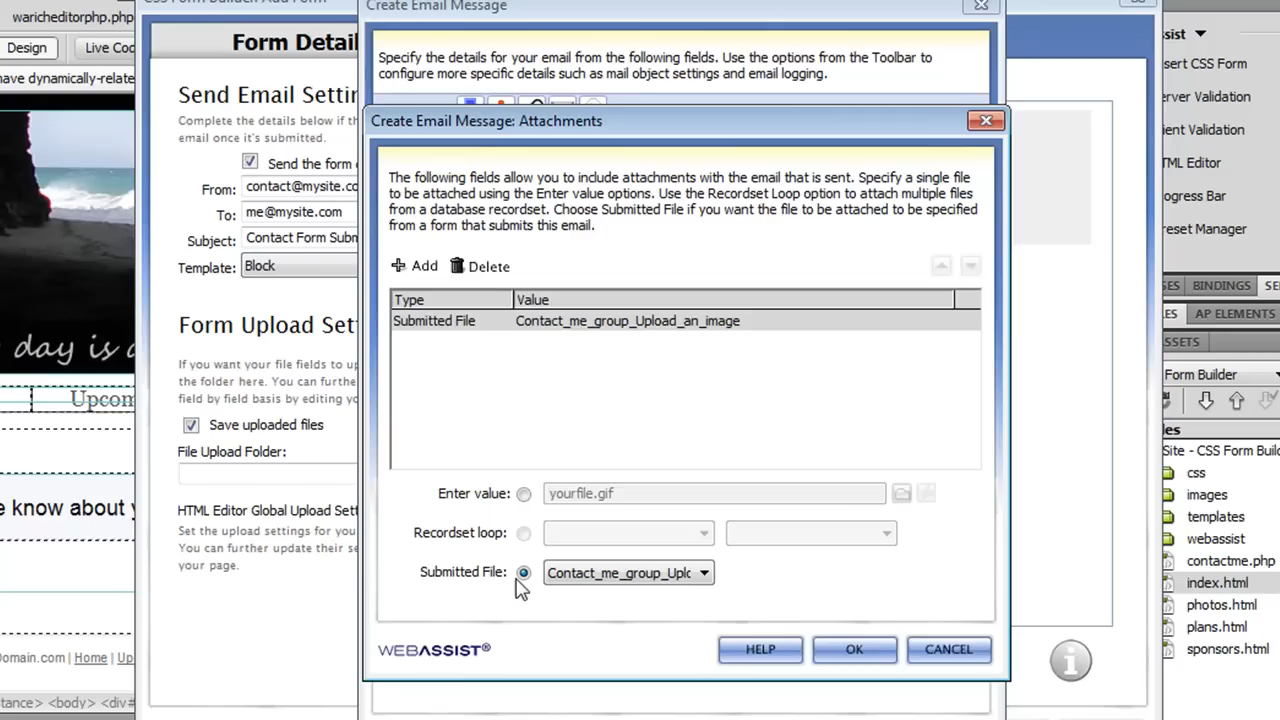 Create Email Message
waricheditorphp.php
Form Detai
Design
Live Co
have dynamically-relate
Specify the details for your email from the following fields. Use the options from the Toolbar to
configure more specific details such as mail object settings and email logging.
Send Email Settin
Complete the details below if th
email once it's submitted.
Send the form
From: contact@mysite.co
To: me@mysite.com
Subject: Contact Form Subm
Template: Block
Form Upload Set
If you want your file fields to up
the folder here. You can furthe
field by field basis by editing yo
Save uploaded files
File Upload Folder:
HTML Editor Global Upload Sett
Set the upload settings for you
You can further update their se
your page.
Create Email Message: Attachments
The following fields allow you to include attachments with the email that is sent. Specify a single file
to be attached using the Enter value options. Use the Recordset Loop option to attach multiple files
from a database recordset. Choose Submitted File if you want the file to be attached to be specified
from a form that submits this email.
Add Delete
Type Value
Submitted File Contact_me_group_Upload_an_image
Enter value: yourfile.gif
Recordset loop:
Submitted File: Contact_me_group_Uplc
WEBASSIST®
HELP OK CANCEL
day is
Upcom
e know about y
Domain.com | Home | Up
stance> <body> <div#
ssist
sert CSS Form
erver Validation
ient Validation
TML Editor
ogress Bar
reset Manager
SES BINDINGS SE
LES AP ELEMENTS
ASSETS
Form Builder
les
Site - CSS Form Buil
css
images
templates
webassist
contactme.php
index.html
photos.html
plans.html
sponsors.html